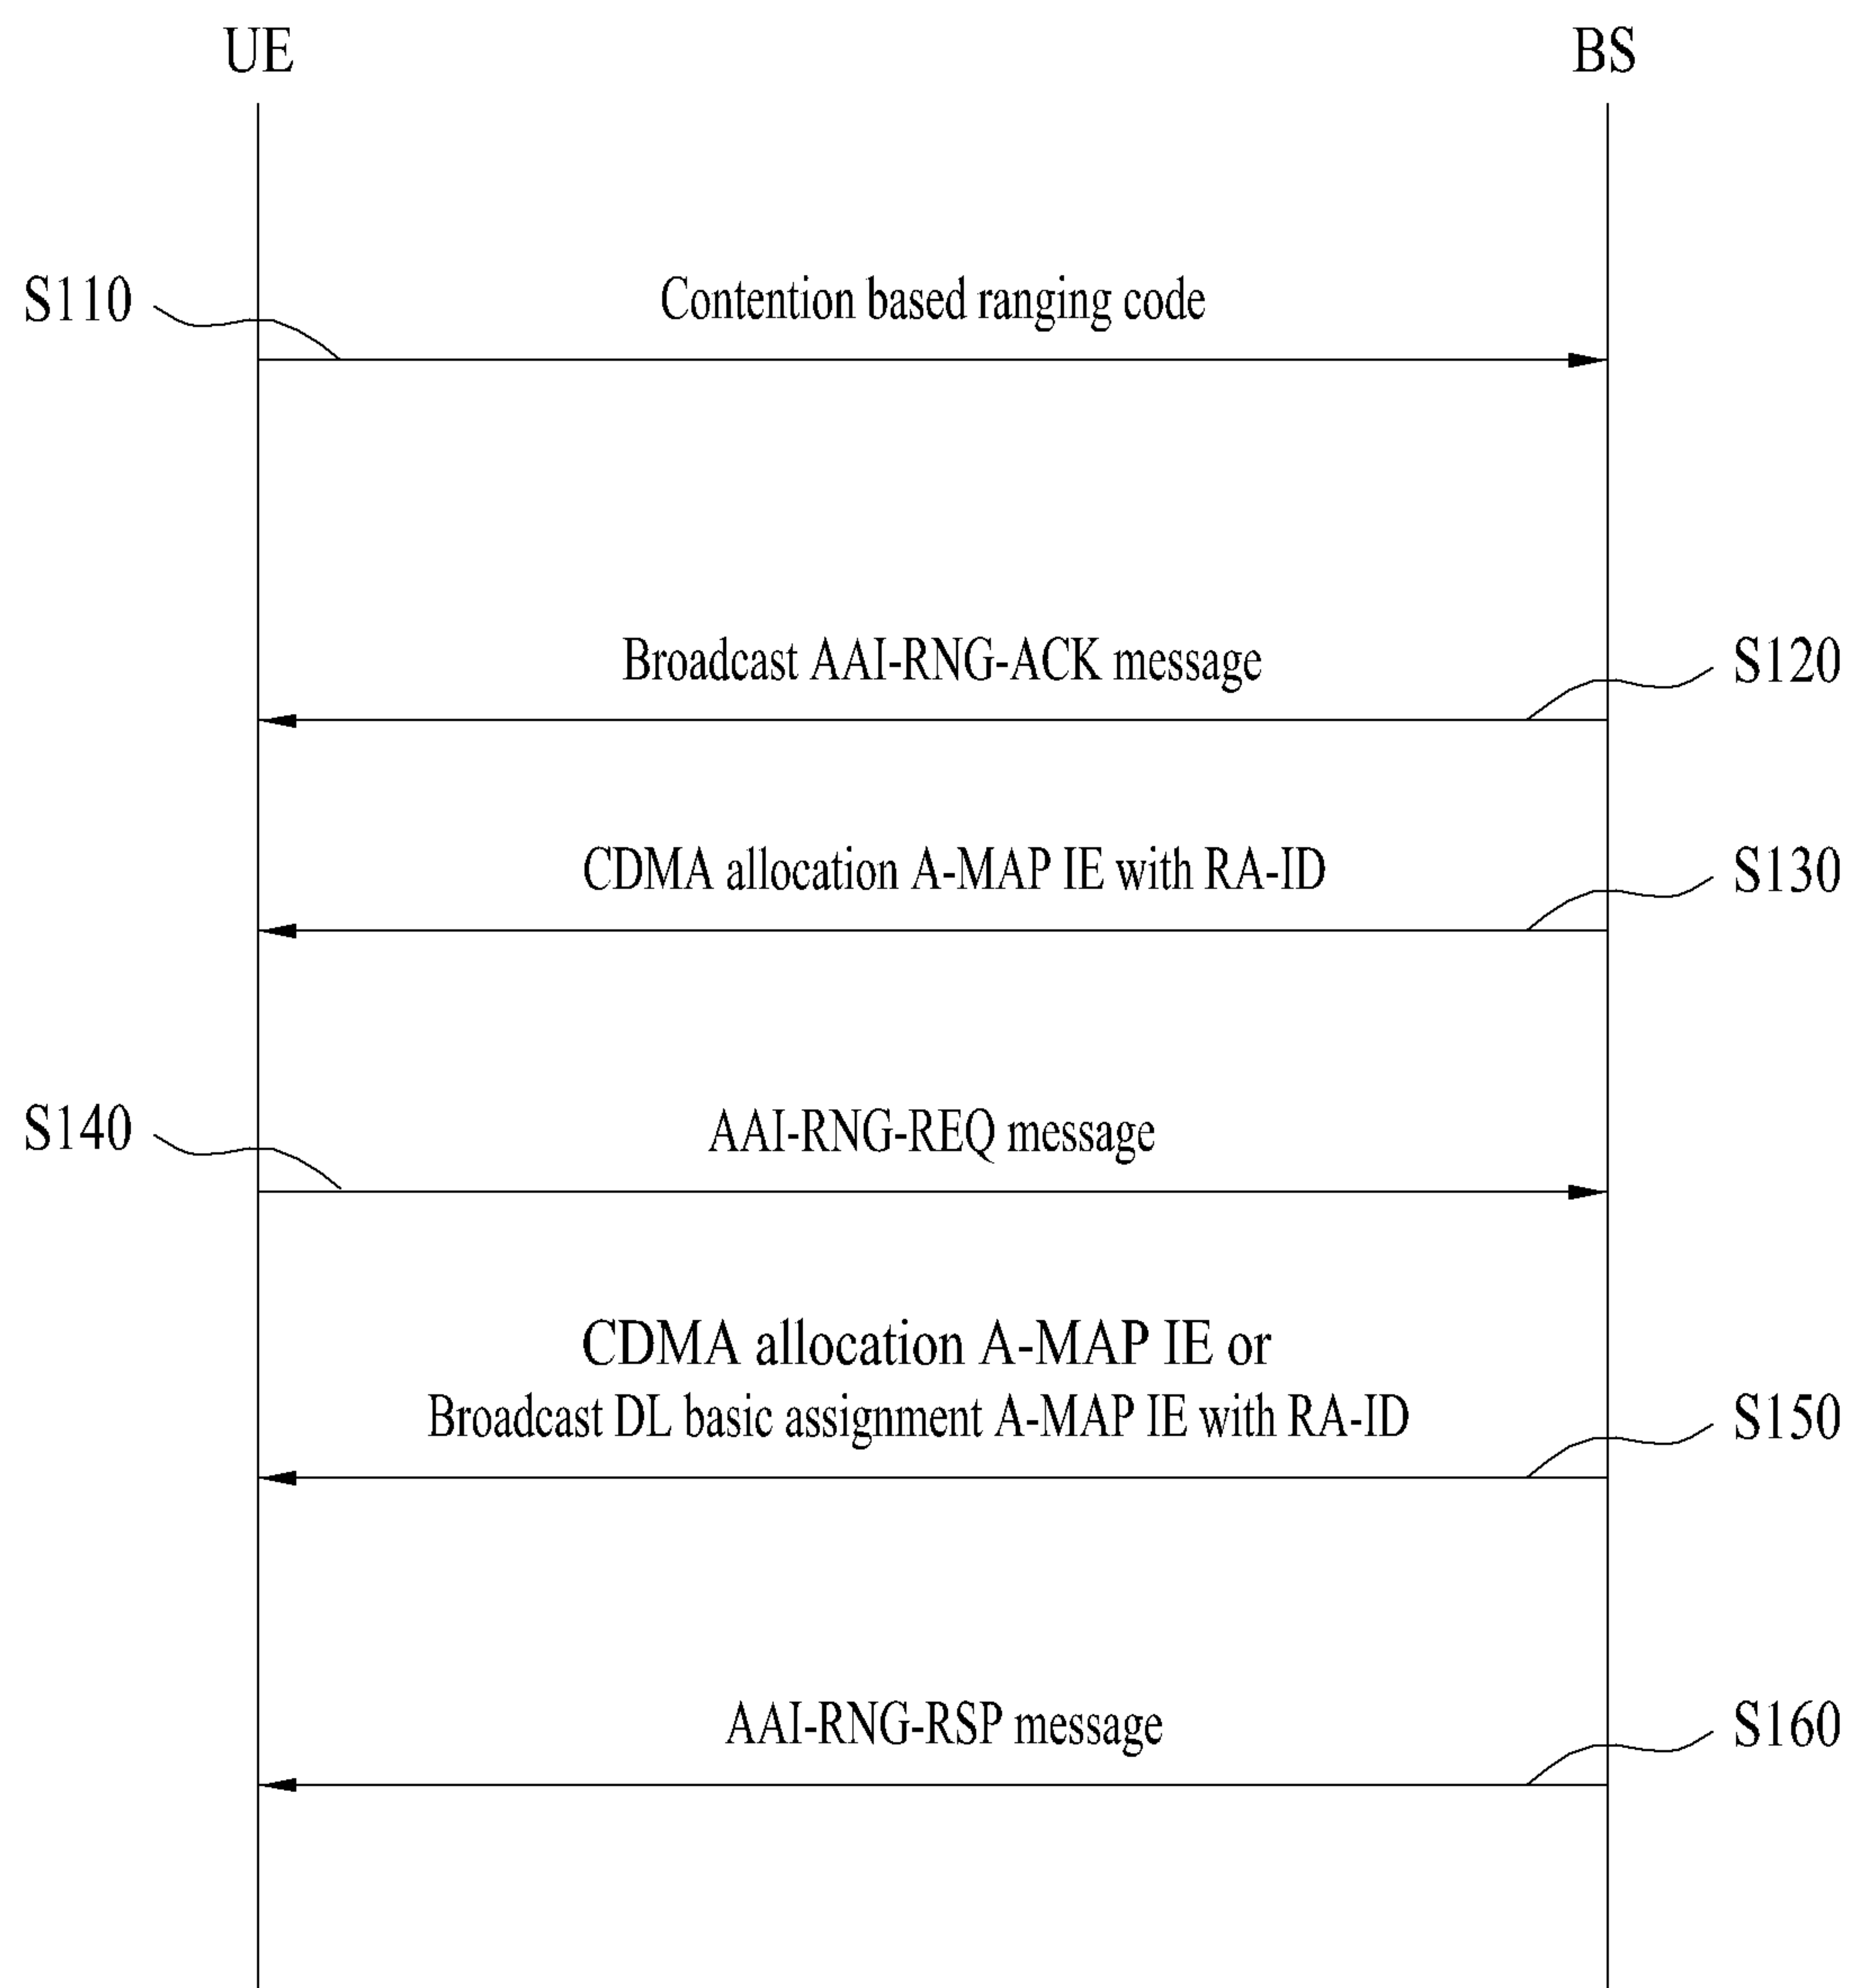 UE
BS
S110
Contention based ranging code
Broadcast AAI-RNG-ACK message
S120
CDMA allocation A-MAP IE with RA-ID
S130
S140
AAI-RNG-REQ message
CDMA allocation A-MAP IE or
Broadcast DL basic assignment A-MAP IE with RA-ID
S150
AAI-RNG-RSP message
S160